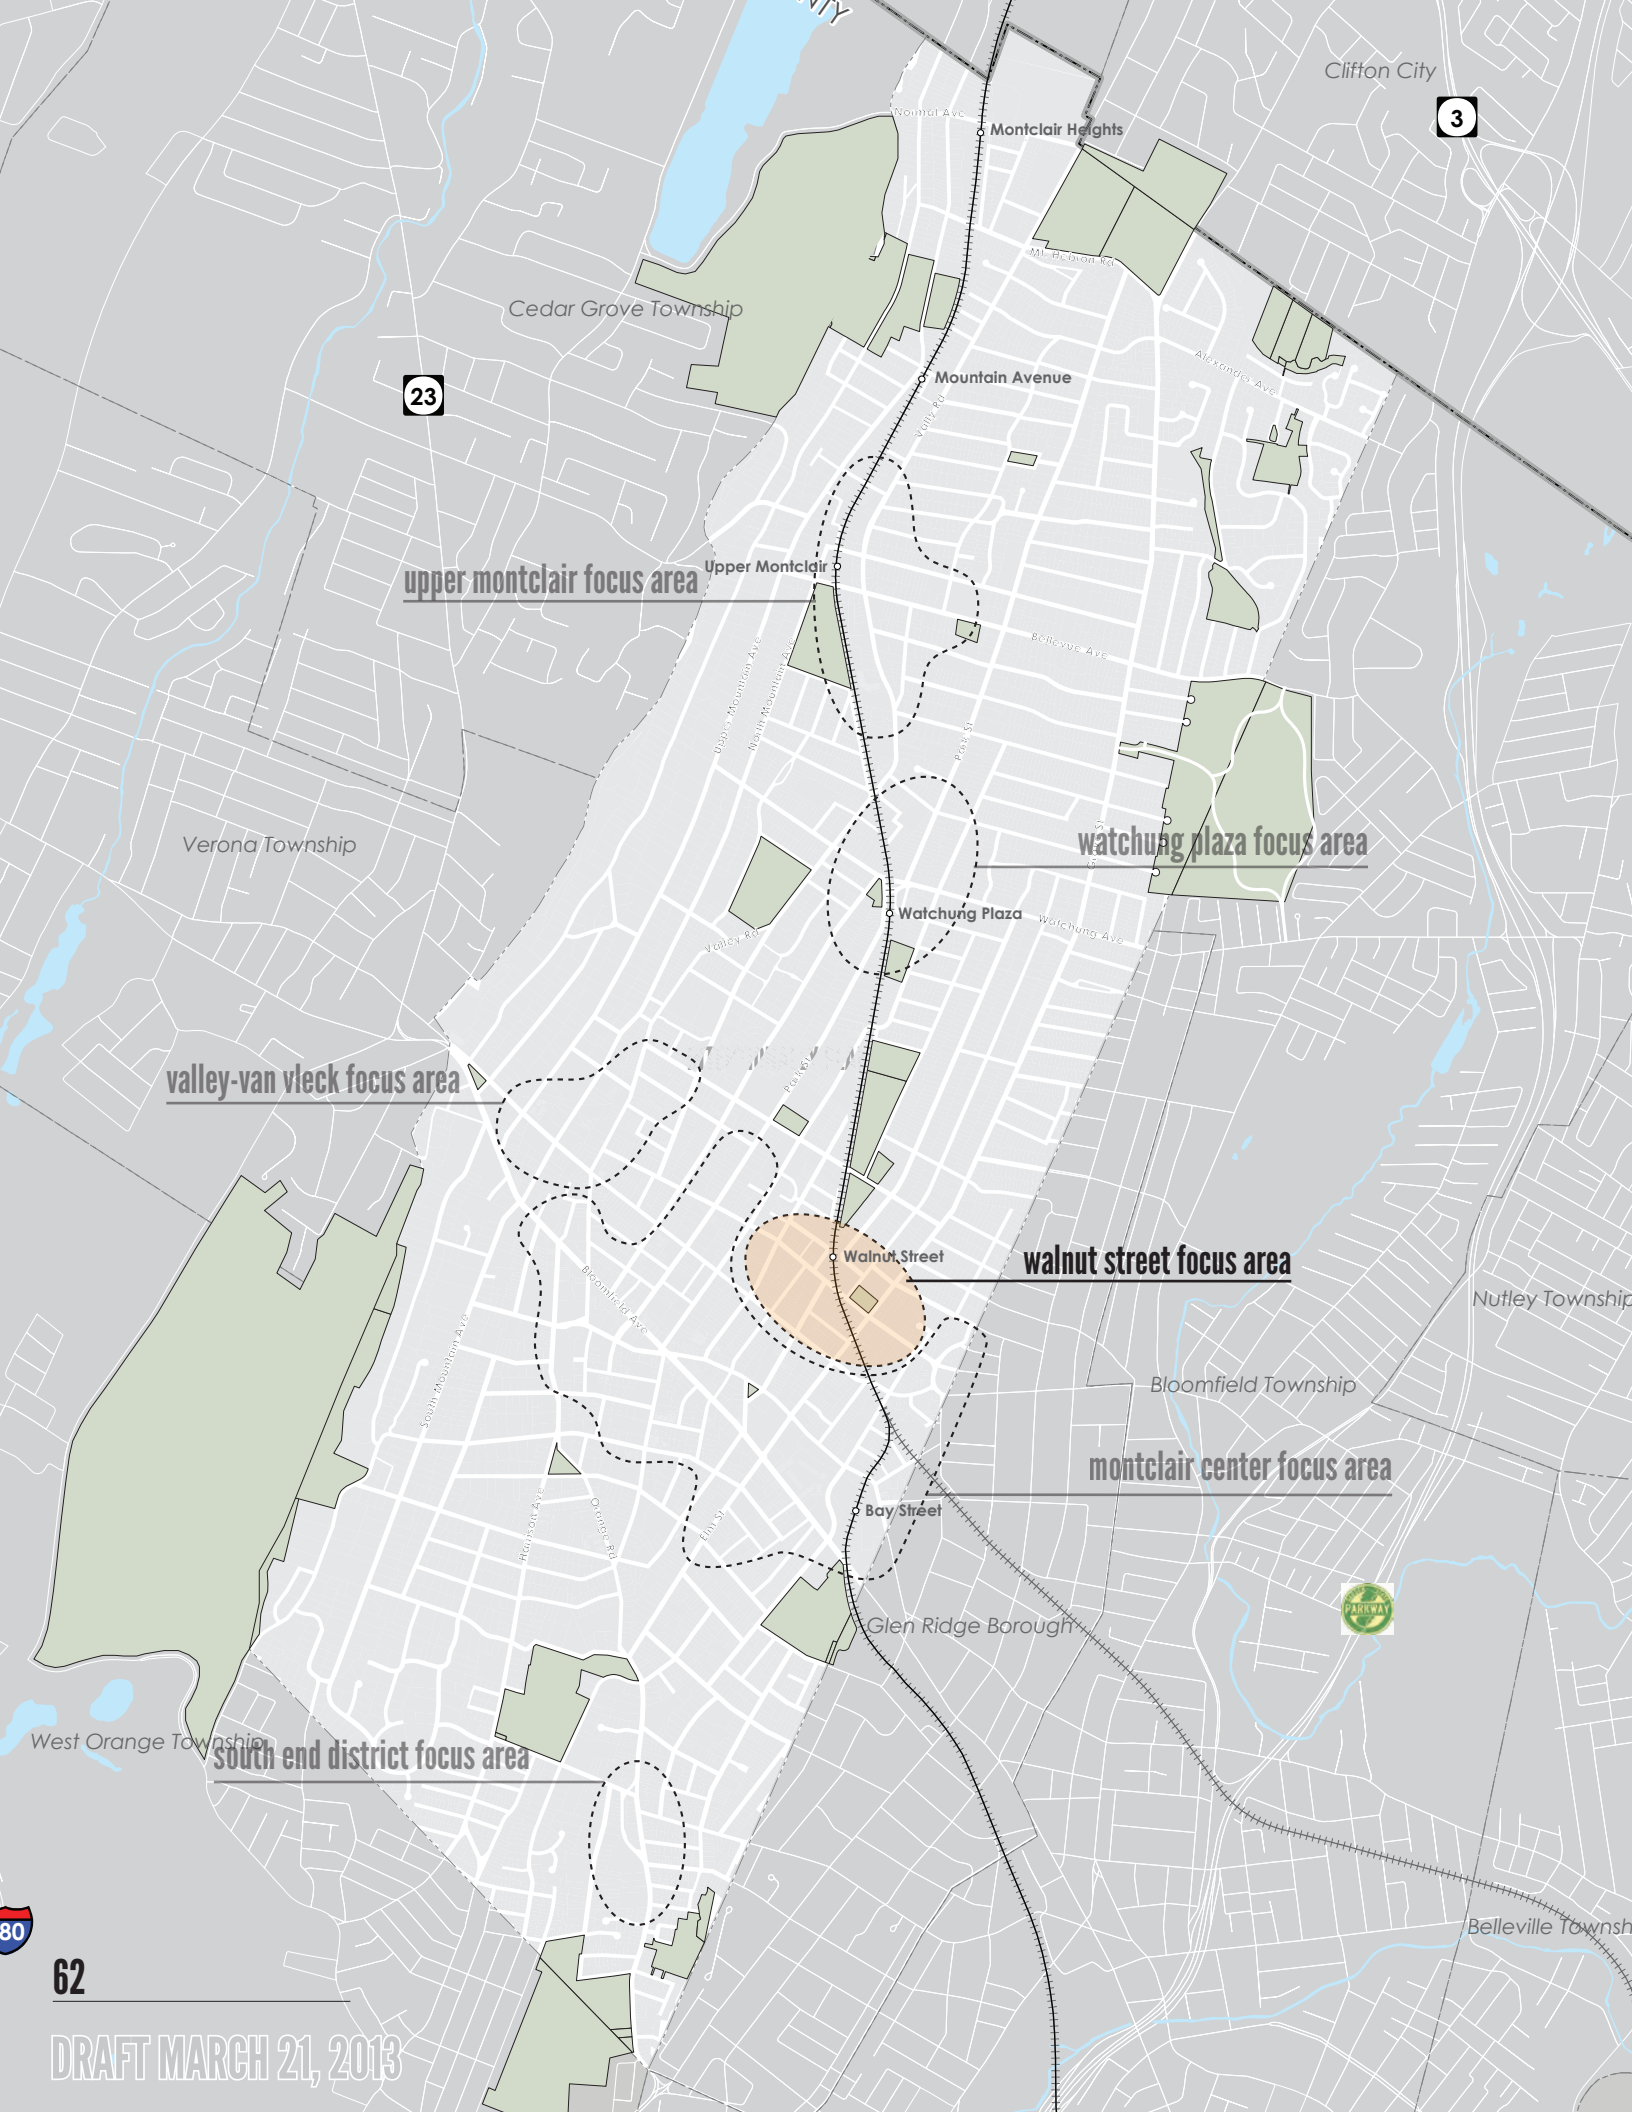 NTY
Clifton City
3
Normal Ave
Montclair Heights
Mt Hebron Rd
Cedar Grove Township
Alexander Ave
Mountain Avenue
23
Valley Rd
Upper Montclair
upper montclair focus area
Bellevue Ave
Upper Mountain Ave
North Mountain Ave
Park St
Verona Township
watchung plaza focus area
Watchung Plaza
Watchung Ave
Valley Rd
valley-van vleck focus area
Park St
Walnut Street
walnut street focus area
Bloomfield Ave
Nutley Township
South Mountain Ave
Bloomfield Township
montclair center focus area
Harrison Ave
Orange Rd
Elm St
Bay Street
PARKWAY
Glen Ridge Borough
West Orange Township
south end district focus area
80
Belleville Townsh
62
DRAFT MARCH 21, 2013